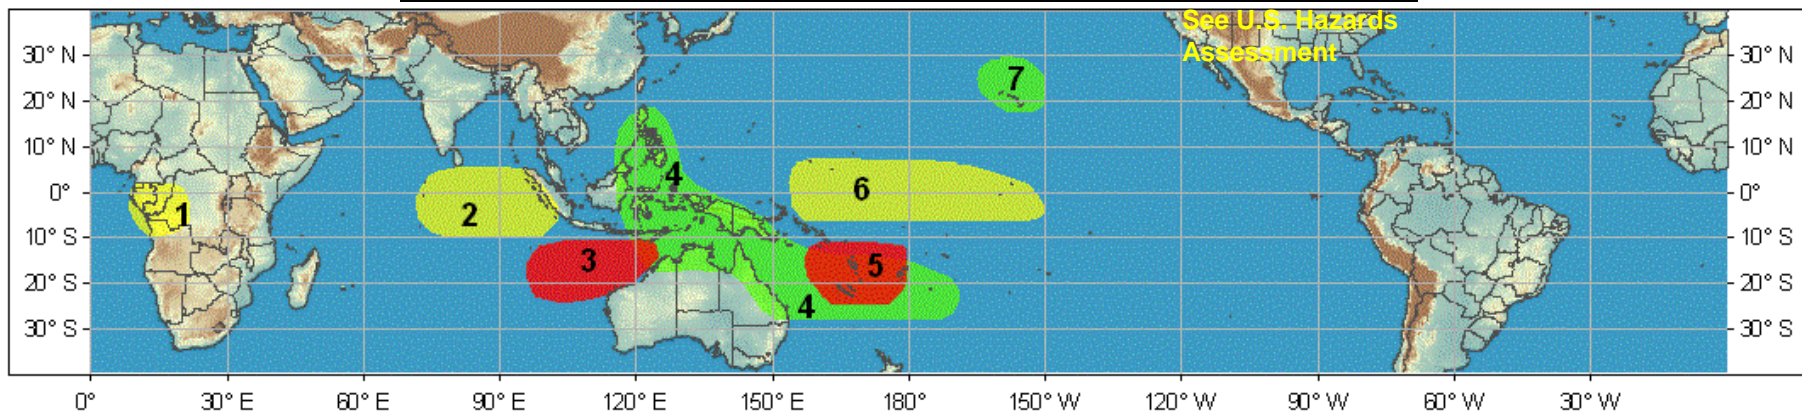 See U.S. Hazards
Assessment
30° N
30° N
7
20° N
20° N
10° N
10° N
4
0°
6
0°
1
2
10° S
10° S
3
5
20° S
20° S
4
30° S
30° S
0°
30° E
60° E
90° E
120° E
150° E
180°
150° W
120° W
90° W
60° W
30° W